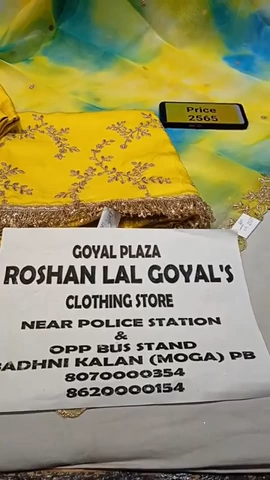 Price
2565
GOYAL PLAZA
ROSHAN LAL GOYAL'S
CLOTHING STORE
NEAR POLICE STATION
&
OPP BUS STAND
BADHNI KALAN (MOGA) PB
8070000354
8620000154